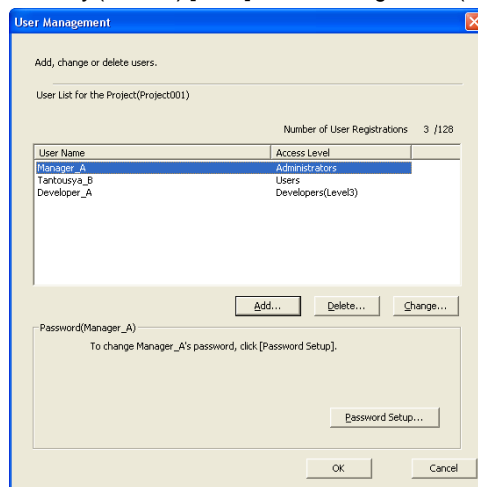 User Management
Add, change or delete users.
User List for the Project(Project001)
Number of User Registrations 3 /128
User Name Access Level
Manager_A Administrators
Tantousya_B Users
Developer_A Developers(Level3)
Add... Delete... Change...
Password(Manager_A)
To change Manager_A's password, click [Password Setup].
Password Setup...
OK Cancel